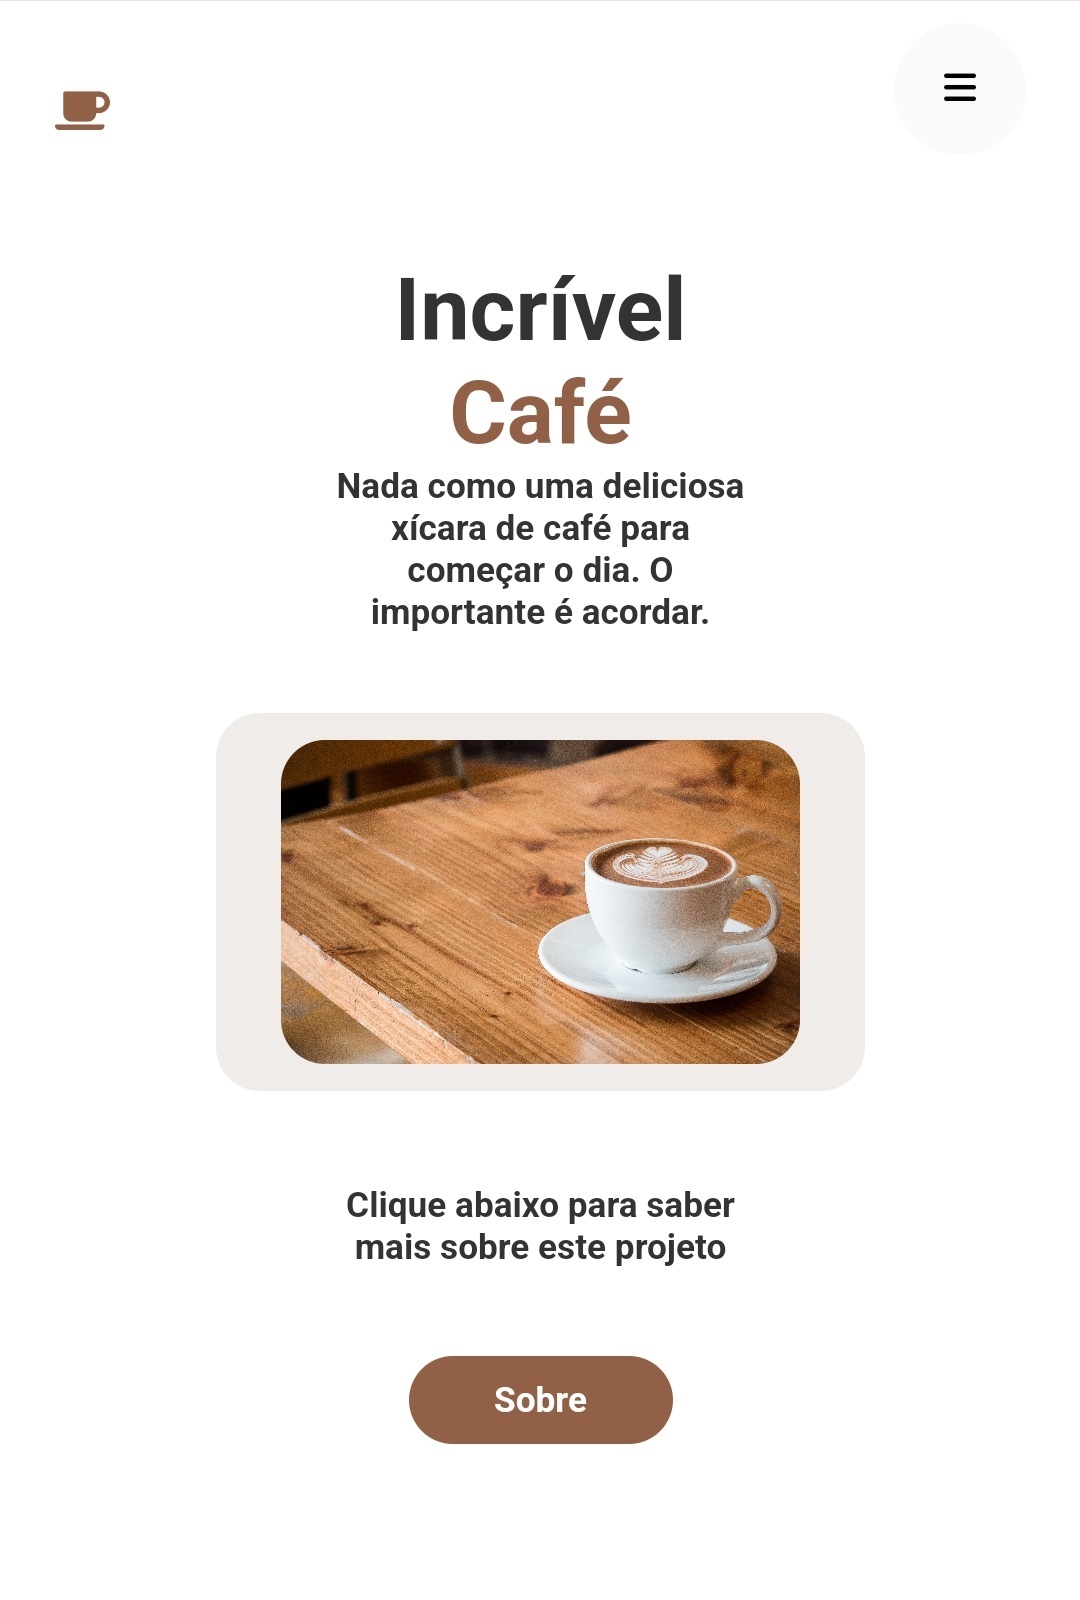 Incrível
Café
Nada como uma deliciosa
xícara de café para
começar o dia. O
importante é acordar.
Clique abaixo para saber
mais sobre este projeto
Sobre